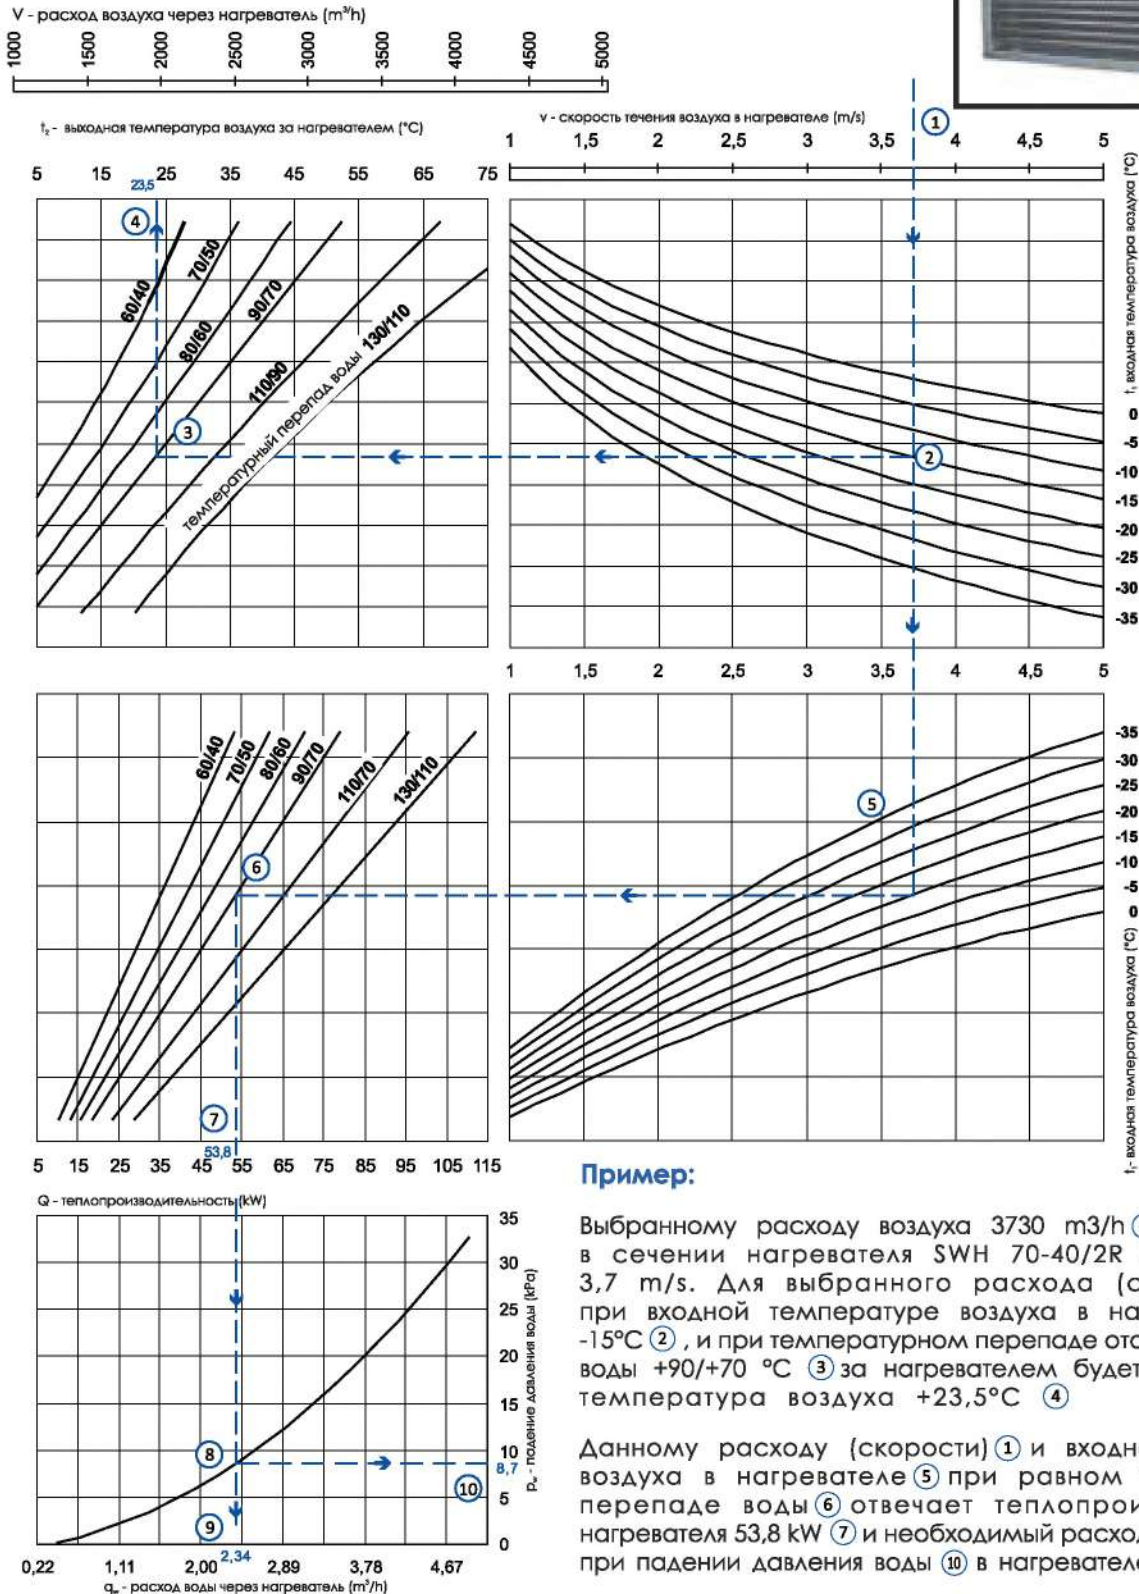 V - расход воздуха через нагреватель (m³/h)
1000 1500 2000 2500 3000 3500 4000 4500 5000
t₂ - выходная температура воздуха за нагревателем (°C)
v - скорость течения воздуха в нагревателе (m/s)
1
1 1,5 2 2,5 3 3,5 4 4,5 5
5 15 25 35 45 55 65 75
23,5
4
60/40
70/50
80/60
90/70
110/90
температурный перепад воды 130/110
3
2
t₁ входная температура воздуха (°C)
0
-5
-10
-15
-20
-25
-30
-35
1 1,5 2 2,5 3 3,5 4 4,5 5
60/40
70/50
80/60
90/70
110/70
130/110
5
6
7
53,8
-35
-30
-25
-20
-15
-10
-5
0
t₁- входная температура воздуха (°C)
5 15 25 35 45 55 65 75 85 95 105 115
Q - теплопроизводительность (kW)
35
30
25
20
15
10
8,7
5
0
pw - падение давления воды (kPa)
8
9
10
0,22 1,11 2,00 2,34 2,89 3,78 4,67
qw - расход воды через нагреватель (m³/h)
Пример:
Выбранному расходу воздуха 3730 m3/h
в сечении нагревателя SWH 70-40/2R
3,7 m/s. Для выбранного расхода (с
при входной температуре воздуха в на
-15°C 2 , и при температурном перепаде ото
воды +90/+70 °C 3 за нагревателем будет
температура воздуха +23,5°C 4
Данному расходу (скорости) 1 и входн
воздуха в нагревателе 5 при равном
перепаде воды 6 отвечает теплопрои
нагревателя 53,8 kW 7 и необходимый расход
при падении давления воды 10 в нагревателе